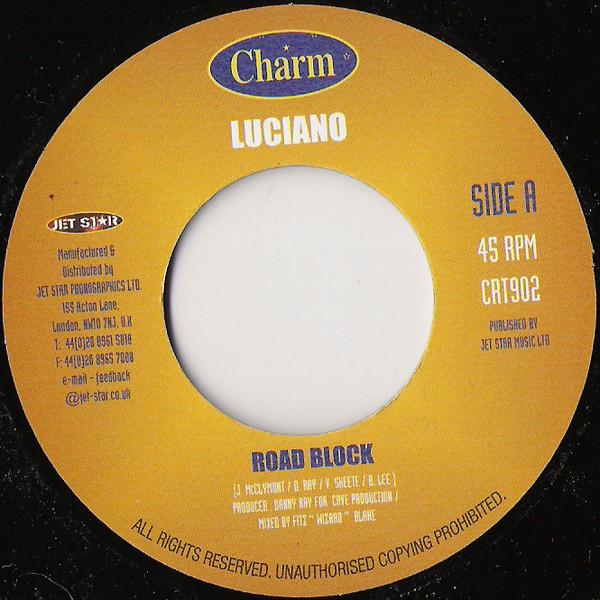 Charm
LUCIANO
JET STAR
Manufactured &
Distributed by
JET STAR PHONOGRAPHICS LTD.
155 Acton Lane,
London, NW10 7NJ, U.K
T: 44(0)20 8961 5818
F: 44(0)20 8965 7008
e-mail - feedback
@jet-star.co.uk
SIDE A
45 RPM
CRT902
PUBLISHED BY
JET STAR MUSIC LTD
ROAD BLOCK
(J. McCLYMONT / D. RAY / V. SKEETE / B. LEE)
PRODUCER : DANNY RAY FOR CAVE PRODUCTION /
MIXED BY FITZ " WIZARD " BLAKE
ALL RIGHTS RESERVED. UNAUTHORISED COPYING PROHIBITED.